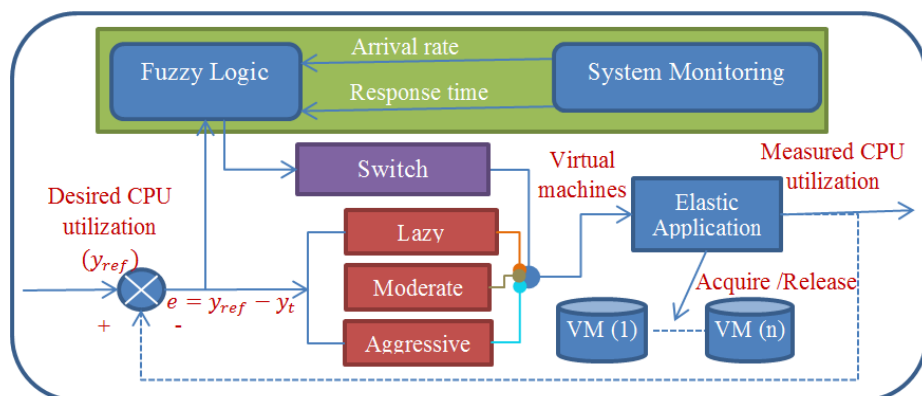 Arrival rate
Fuzzy Logic
System Monitoring
Response time
Switch
Virtual
machines
Measured CPU
utilization
Desired CPU
utilization
(y_ref)
Elastic
Application
Lazy
Moderate
Aggressive
e = y_ref − y_t
+
-
Acquire /Release
VM (1)
VM (n)